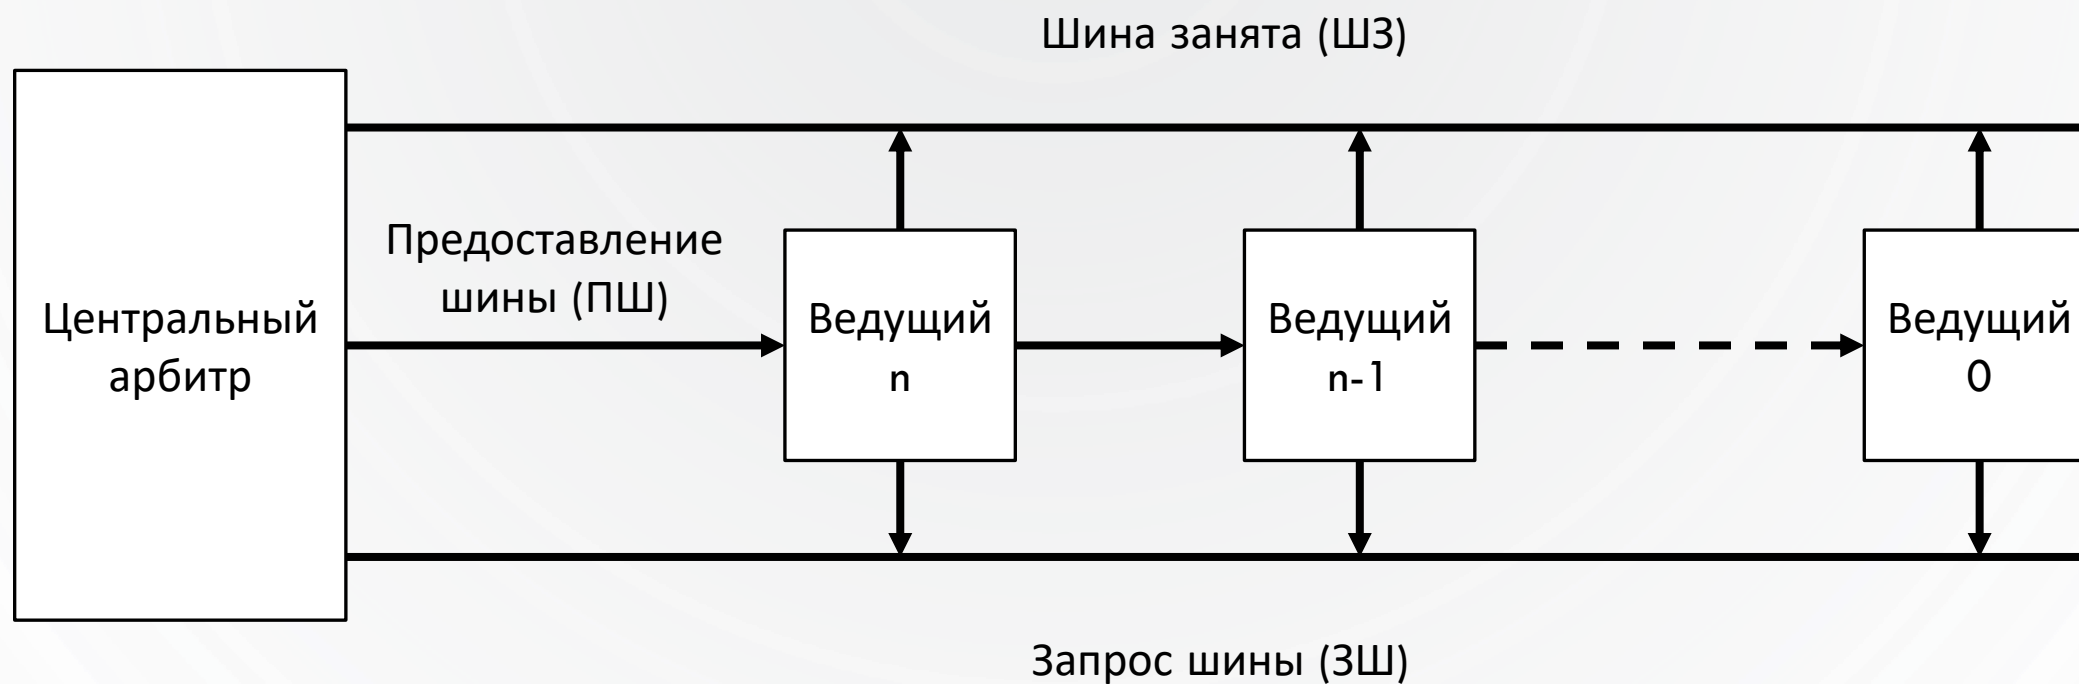 Шина занята (ШЗ)
Предоставление
шины (ПШ)
Центральный
арбитр
Ведущий
n
Ведущий
n-1
Ведущий
0
Запрос шины (ЗШ)